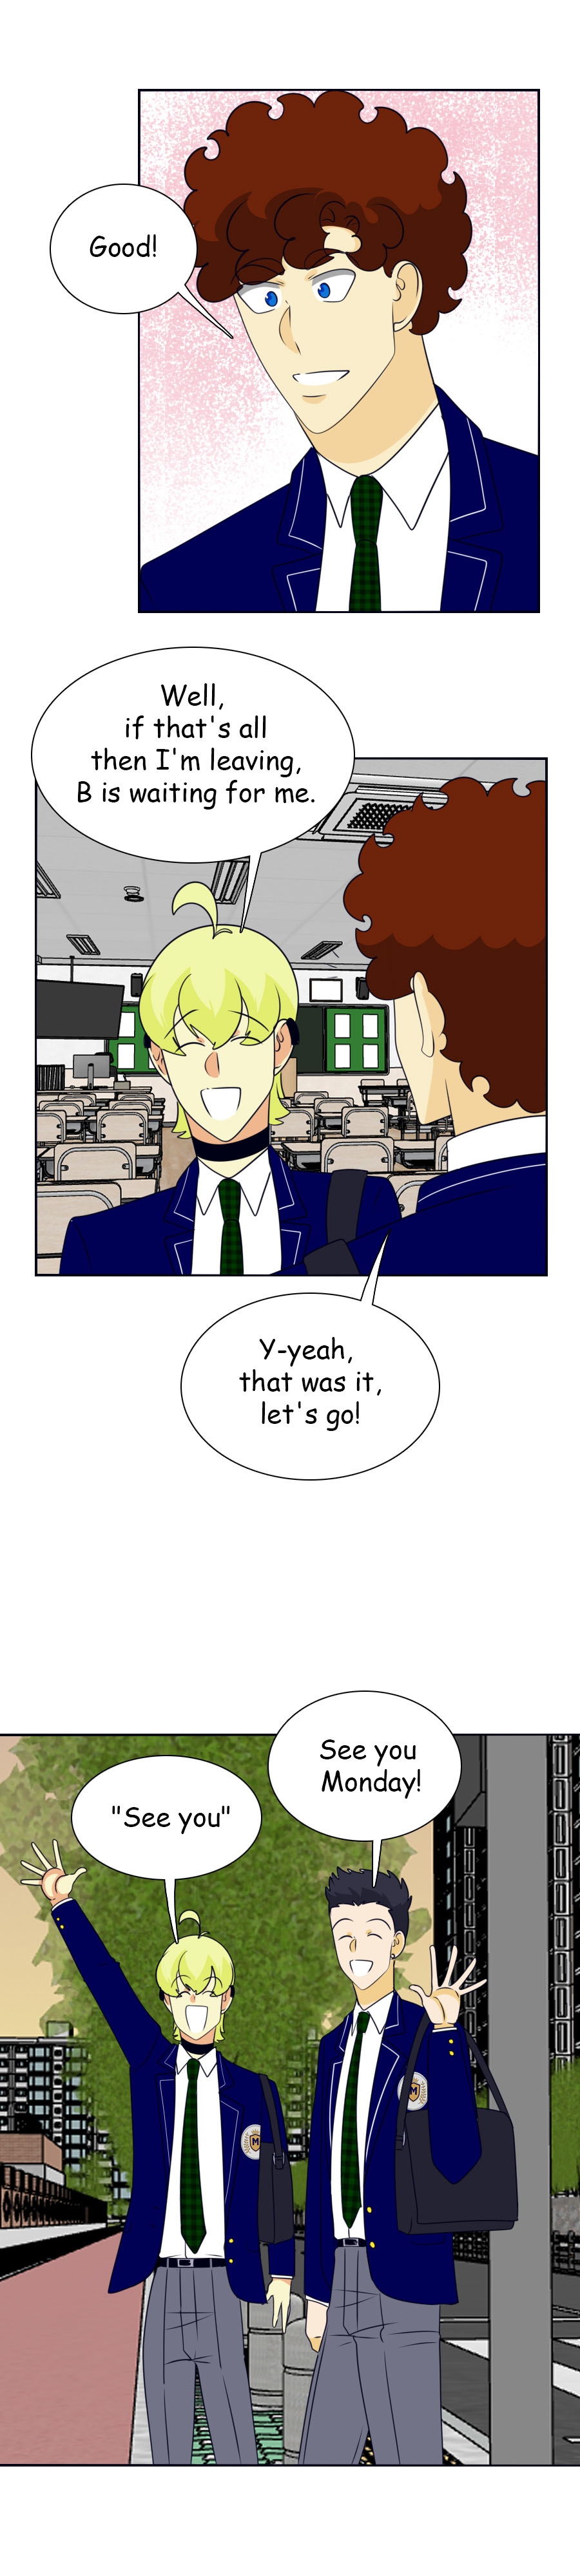 Good!
Well,
if that's all
then I'm leaving,
B is waiting for me.
Y-yeah,
that was it,
let's go!
See you
Monday!
"See you"
M
M